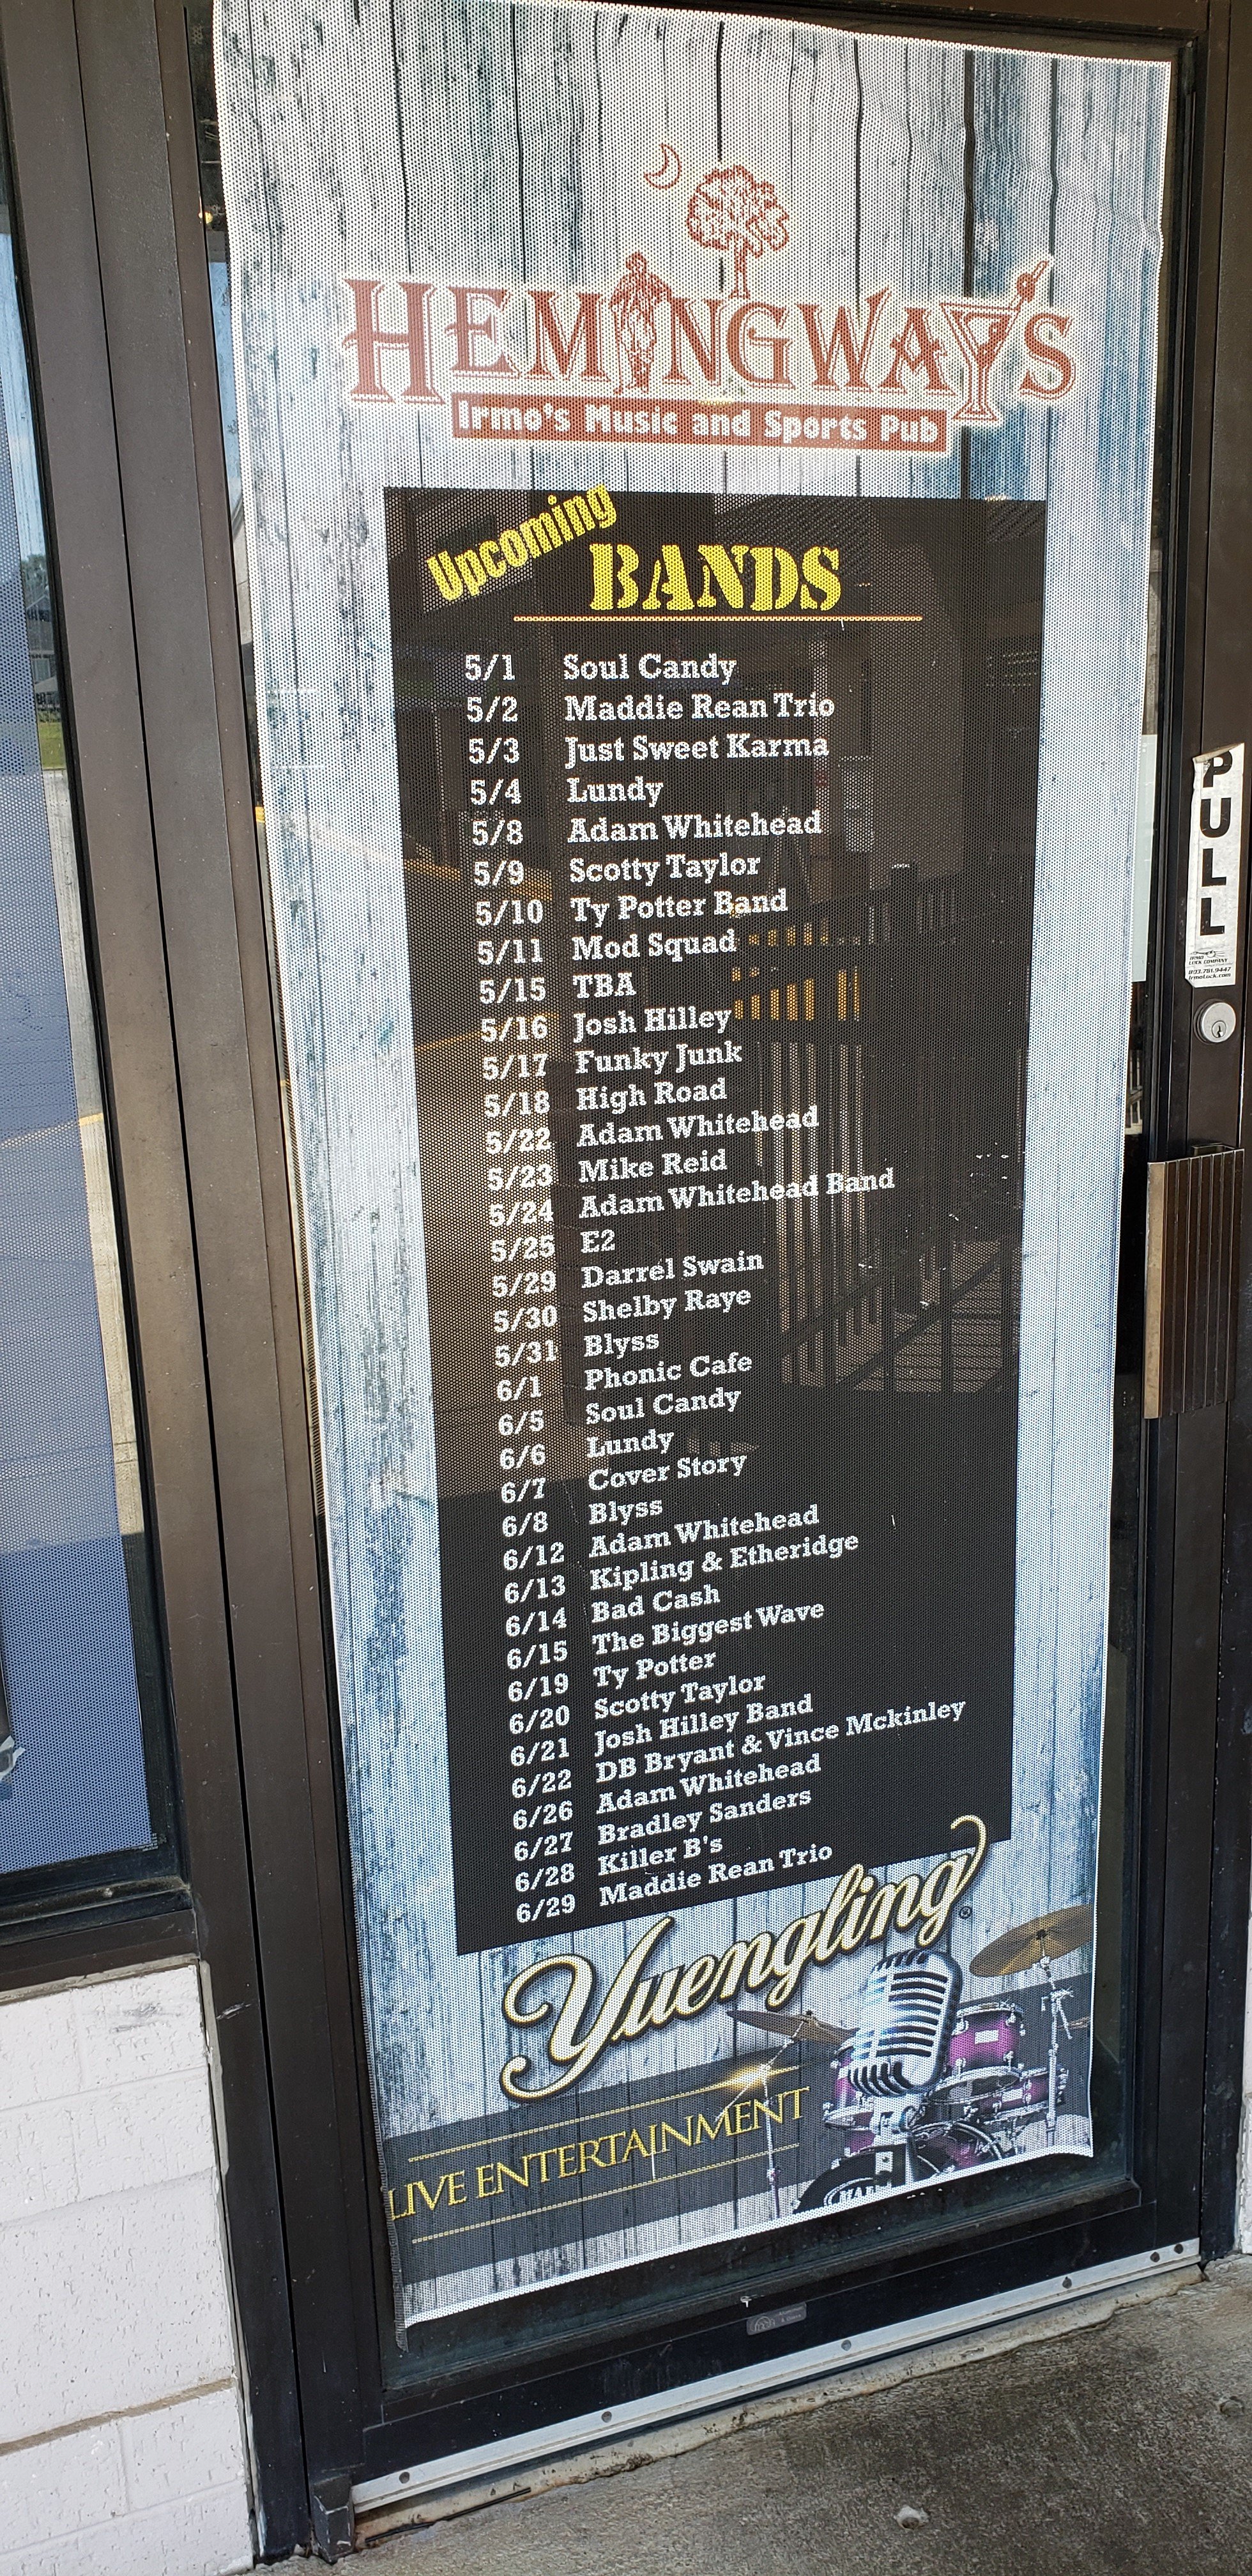 HEMINGWAY'S
Irmo's Music and Sports Pub
Upcoming
BANDS
5/1 Soul Candy
5/2 Maddie Rean Trio
5/3 Just Sweet Karma
5/4 Lundy
5/8 Adam Whitehead
5/9 Scotty Taylor
5/10 Ty Potter Band
5/11 Mod Squad
5/15 TBA
5/16 Josh Hilley
5/17 Funky Junk
5/18 High Road
5/22 Adam Whitehead
5/23 Mike Reid
5/24 Adam Whitehead Band
5/25 E2
5/29 Darrel Swain
5/30 Shelby Raye
5/31 Blyss
6/1 Phonic Cafe
6/5 Soul Candy
6/6 Lundy
6/7 Cover Story
6/8 Blyss
6/12 Adam Whitehead
6/13 Kipling & Etheridge
6/14 Bad Cash
6/15 The Biggest Wave
6/19 Ty Potter
6/20 Scotty Taylor
6/21 Josh Hilley Band
6/22 DB Bryant & Vince Mckinley
6/26 Adam Whitehead
6/27 Bradley Sanders
6/28 Killer B's
6/29 Maddie Rean Trio
Yuengling®
LIVE ENTERTAINMENT
PULL
LOCK COMPANY
803.781.9447
irmolock.com